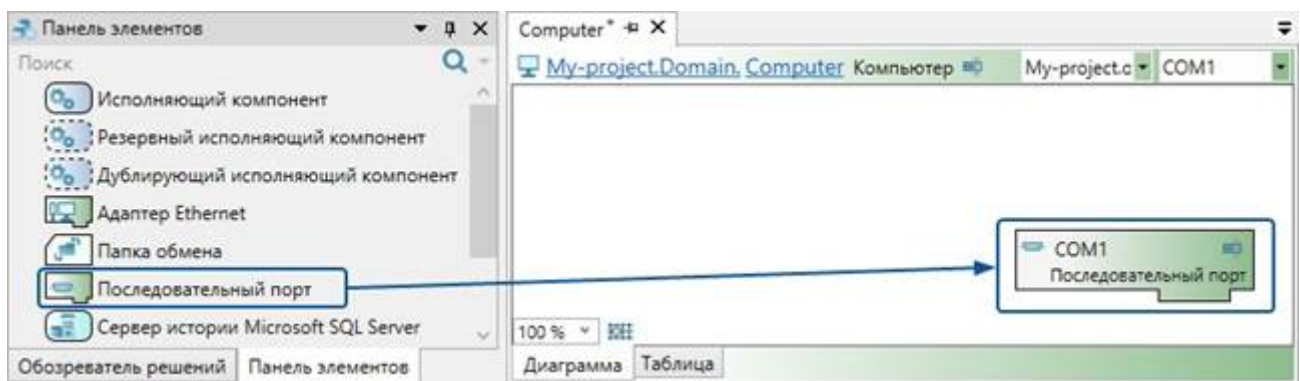 Панель элементов
Поиск
Исполняющий компонент
Резервный исполняющий компонент
Дублирующий исполняющий компонент
Адаптер Ethernet
Папка обмена
Последовательный порт
Сервер истории Microsoft SQL Server
Обозреватель решений Панель элементов
Computer*
My-project.Domain. Computer Компьютер My-project.c COM1
COM1
Последовательный порт
100 %
Диаграмма Таблица